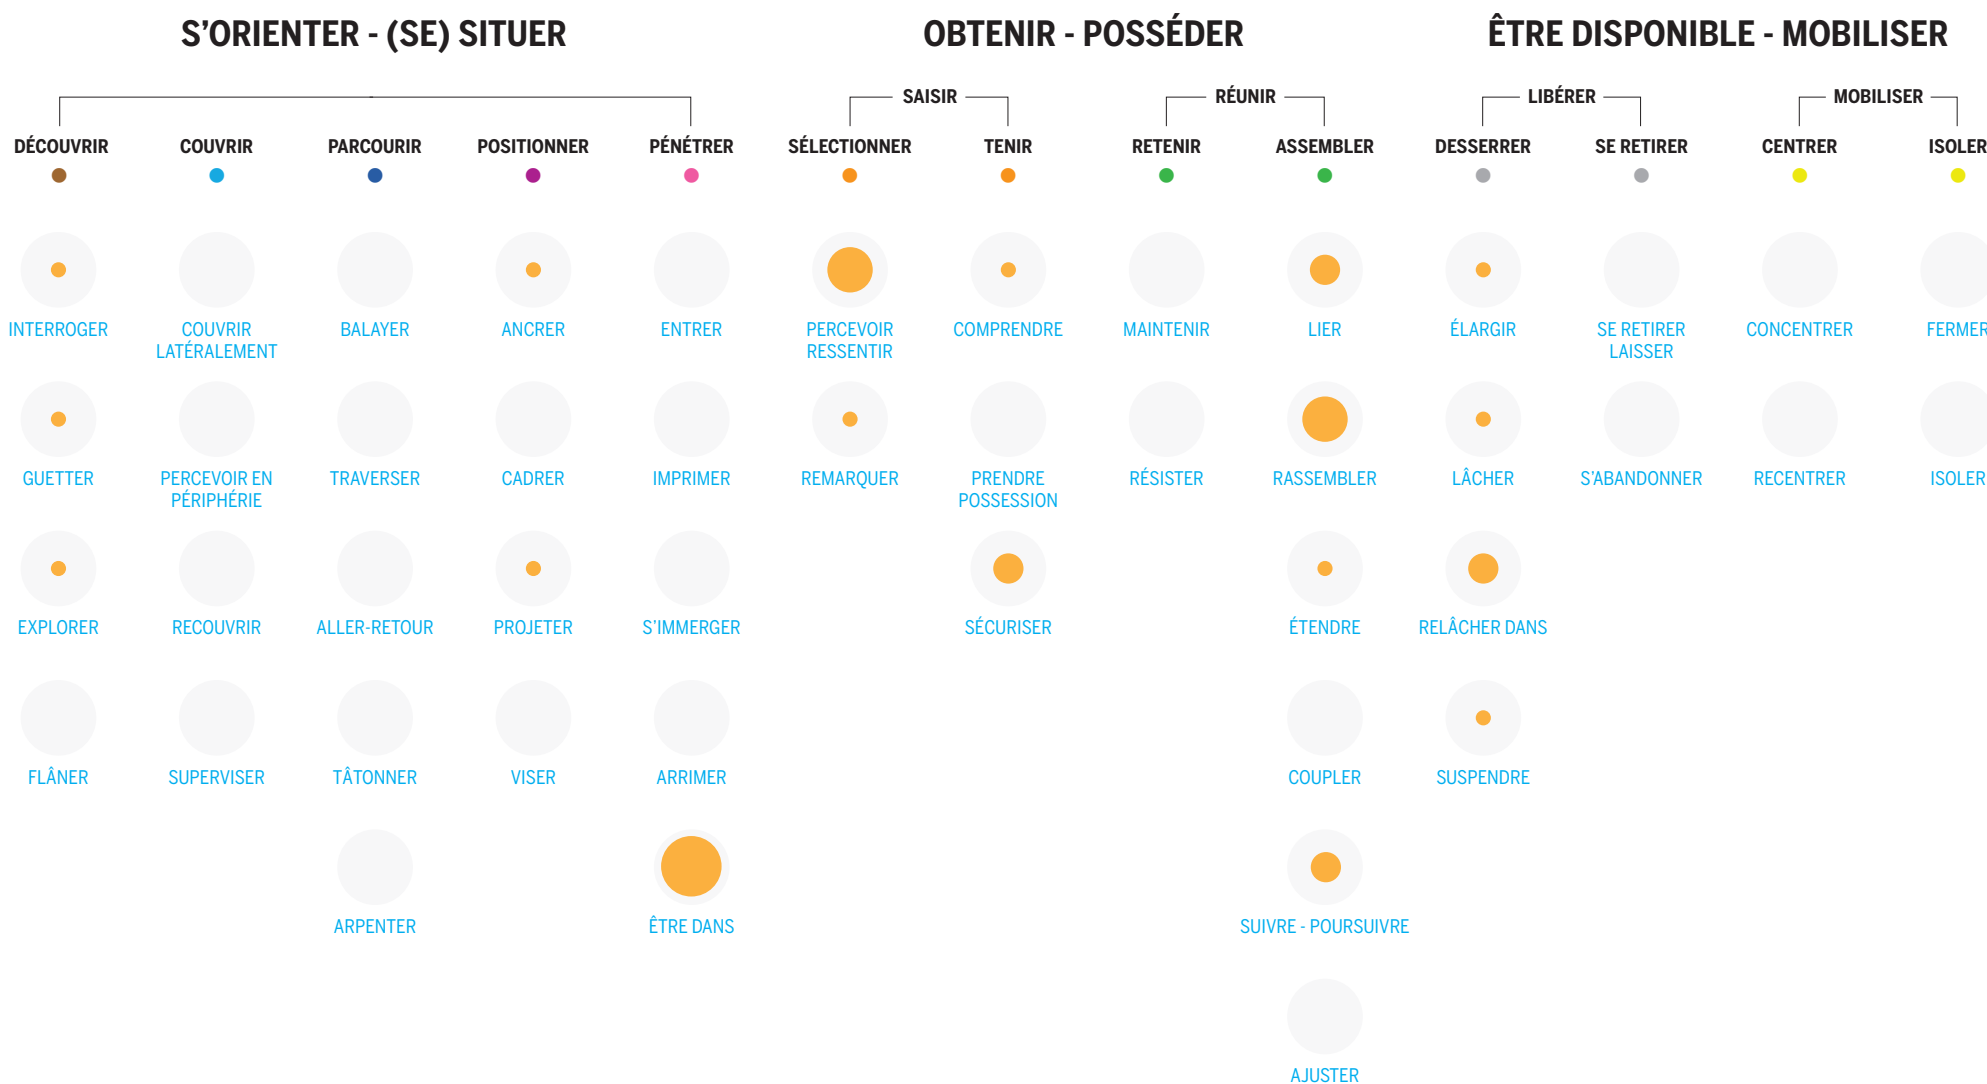 S'ORIENTER - (SE) SITUER
OBTENIR - POSSÉDER
ÊTRE DISPONIBLE - MOBILISER
SAISIR
RÉUNIR
LIBÉRER
MOBILISER
DÉCOUVRIR
COUVRIR
PARCOURIR
POSITIONNER
PÉNÉTRER
SÉLECTIONNER
TENIR
RETENIR
ASSEMBLER
DESSERRER
SE RETIRER
CENTRER
ISOLER
INTERROGER
COUVRIR
LATÉRALEMENT
BALAYER
ANCRER
ENTRER
PERCEVOIR
RESSENTIR
COMPRENDRE
MAINTENIR
LIER
ÉLARGIR
SE RETIRER
LAISSER
CONCENTRER
FERMER
GUETTER
PERCEVOIR EN
PÉRIPHÉRIE
TRAVERSER
CADRER
IMPRIMER
REMARQUER
PRENDRE
POSSESSION
RÉSISTER
RASSEMBLER
LÂCHER
S'ABANDONNER
RECENTRER
ISOLER
EXPLORER
RECOUVRIR
ALLER-RETOUR
PROJETER
S'IMMERGER
SÉCURISER
ÉTENDRE
RELÂCHER DANS
FLÂNER
SUPERVISER
TÂTONNER
VISER
ARRIMER
COUPLER
SUSPENDRE
ARPENTER
ÊTRE DANS
SUIVRE - POURSUIVRE
AJUSTER